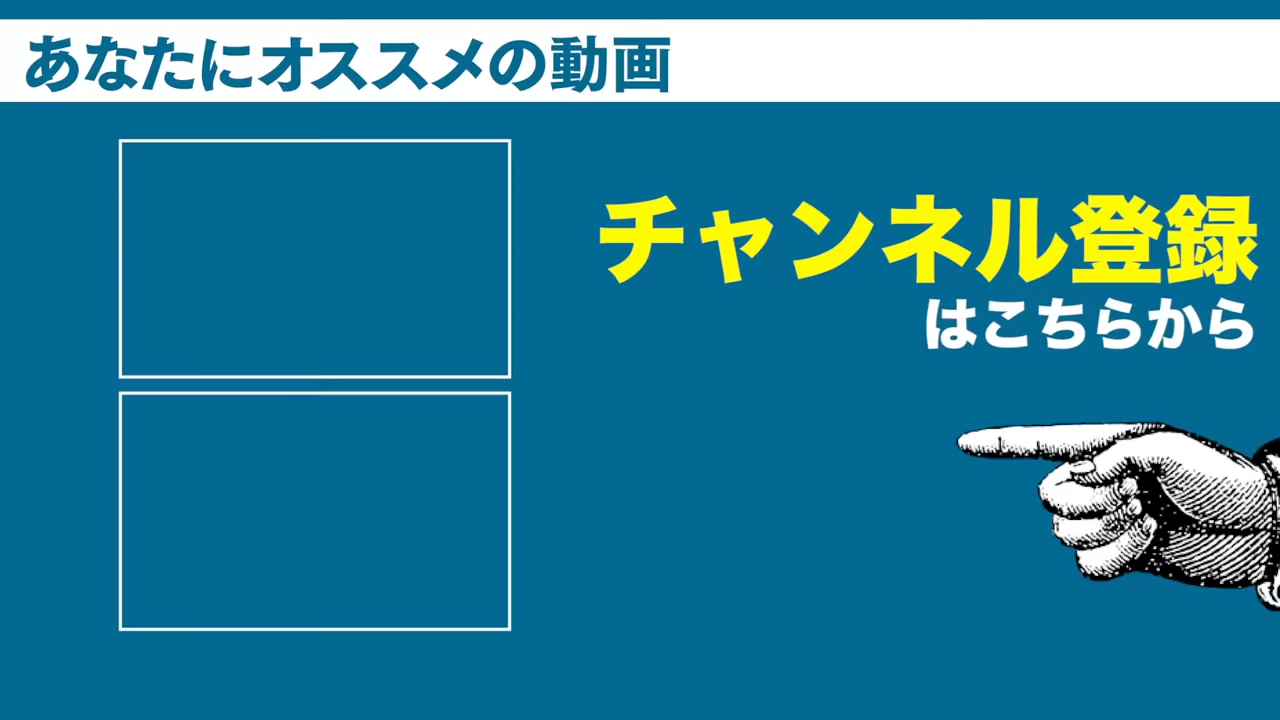 あなたにオススメの動画
チャンネル登録
はこちらから